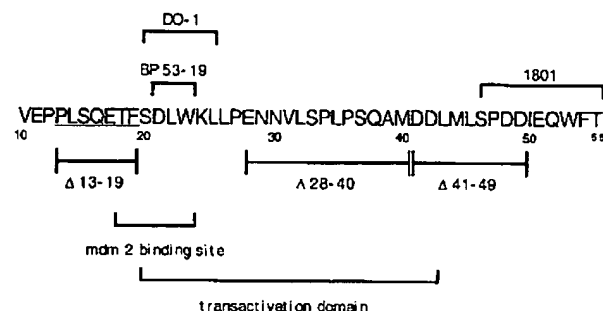 DO-1
BP 53-19
1801
VEPPLSQETFSDLWKLLPENNVLSPLPSQAMDDLMLSPDDIEQWFT
10 20 30 40 50 55
Δ 13-19 Λ 28-40 Δ 41-49
mdm 2 binding site
transactivation domain